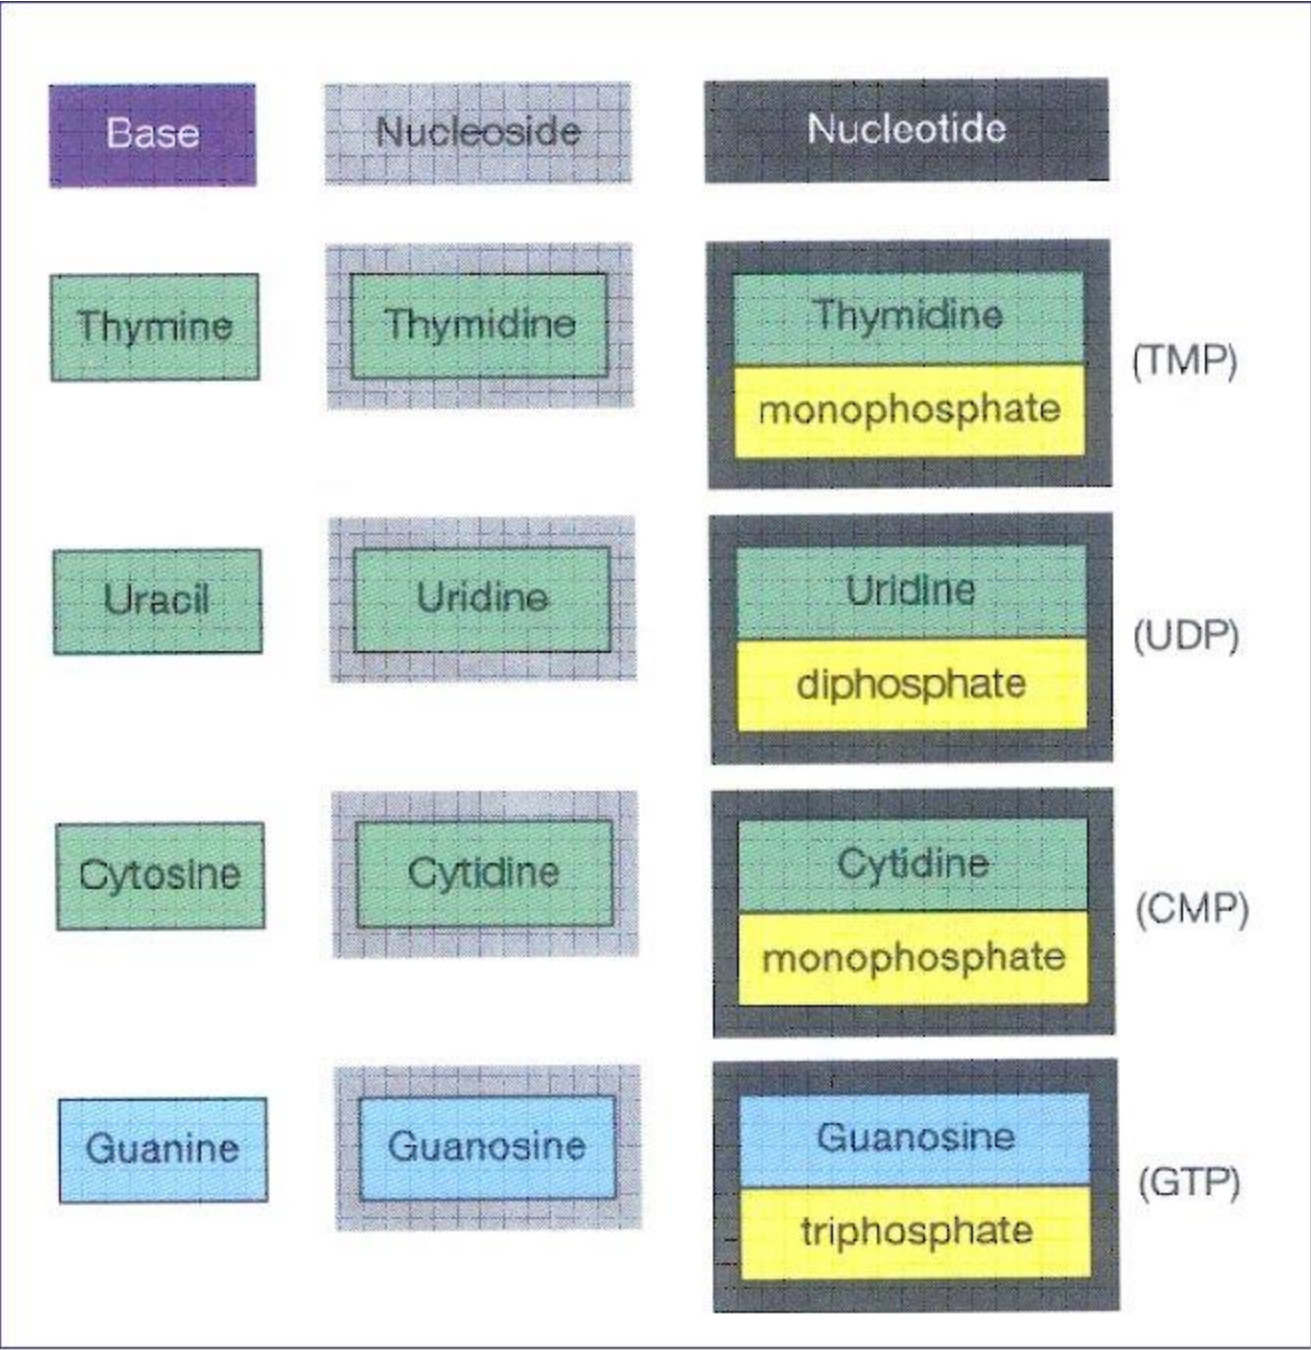 Base Nucleoside Nucleotide
Thymine Thymidine Thymidine
monophosphate
(TMP)
Uracil Uridine Uridine
diphosphate
(UDP)
Cytosine Cytidine Cytidine
monophosphate
(CMP)
Guanine Guanosine Guanosine
triphosphate
(GTP)